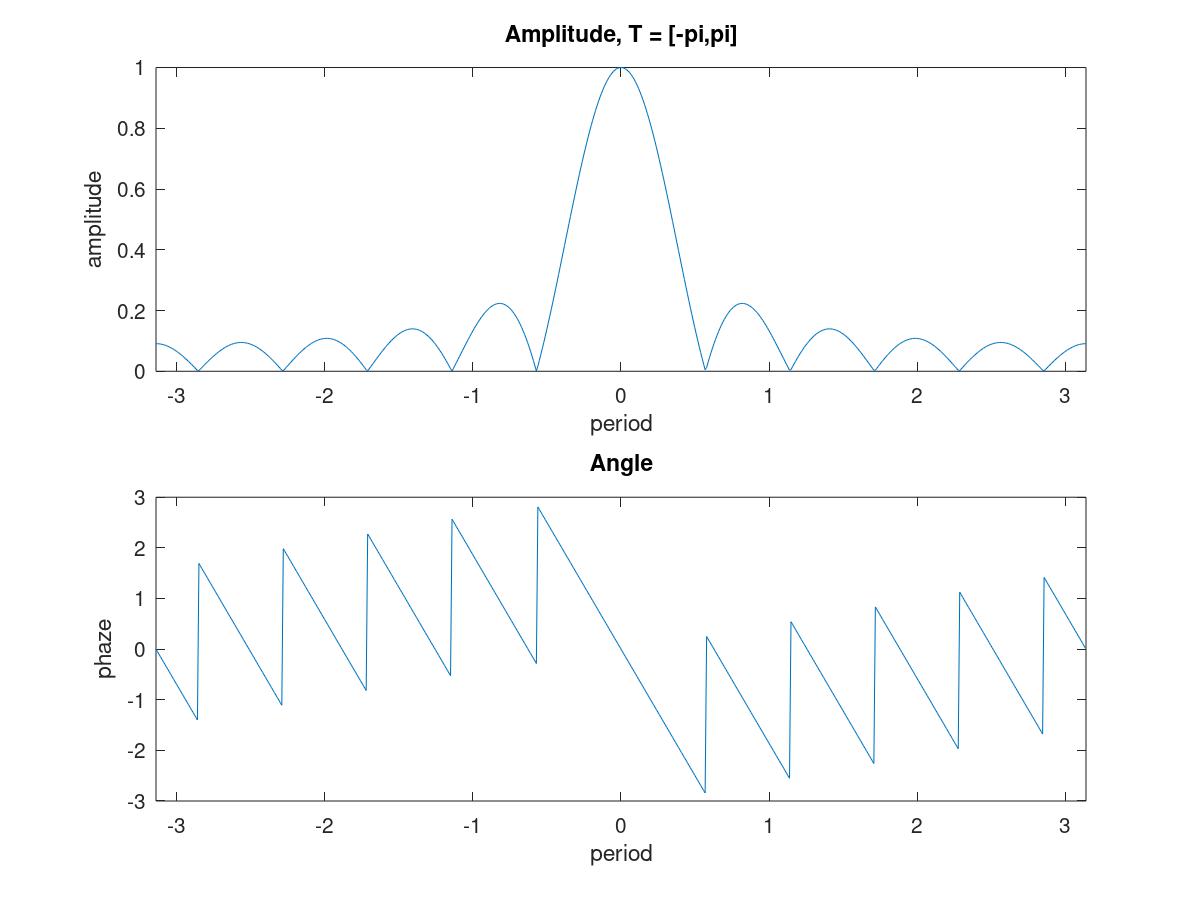 Amplitude, T = [-pi,pi]
1
0.8
0.6
0.4
0.2
0
amplitude
-3 -2 -1 0 1 2 3
period
Angle
3
2
1
0
-1
-2
-3
phaze
-3 -2 -1 0 1 2 3
period